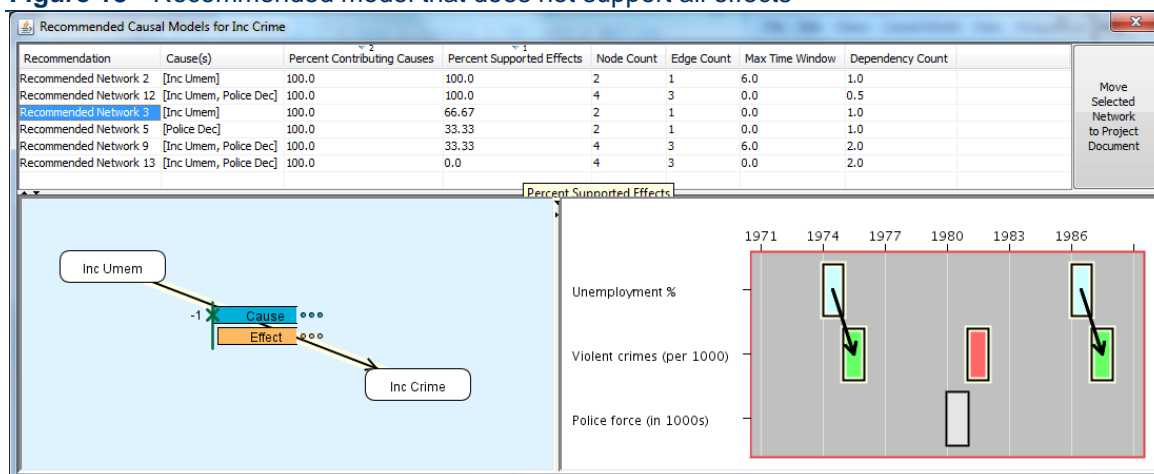 Figure 18 Recommended model that does not support all effects
Recommended Causal Models for Inc Crime
Recommendation Cause(s) Percent Contributing Causes 2 Percent Supported Effects 1 Node Count Edge Count Max Time Window Dependency Count
Recommended Network 2 [Inc Umem] 100.0 100.0 2 1 6.0 1.0
Recommended Network 12 [Inc Umem, Police Dec] 100.0 100.0 4 3 0.0 0.5
Recommended Network 3 [Inc Umem] 100.0 66.67 2 1 0.0 1.0
Recommended Network 5 [Police Dec] 100.0 33.33 2 1 0.0 1.0
Recommended Network 9 [Inc Umem, Police Dec] 100.0 33.33 4 3 6.0 2.0
Recommended Network 13 [Inc Umem, Police Dec] 100.0 0.0 4 3 0.0 2.0
Move
Selected
Network
to Project
Document
Percent Supported Effects
Inc Umem
-1 Cause
Effect
Inc Crime
1971 1974 1977 1980 1983 1986
Unemployment %
Violent crimes (per 1000)
Police force (in 1000s)